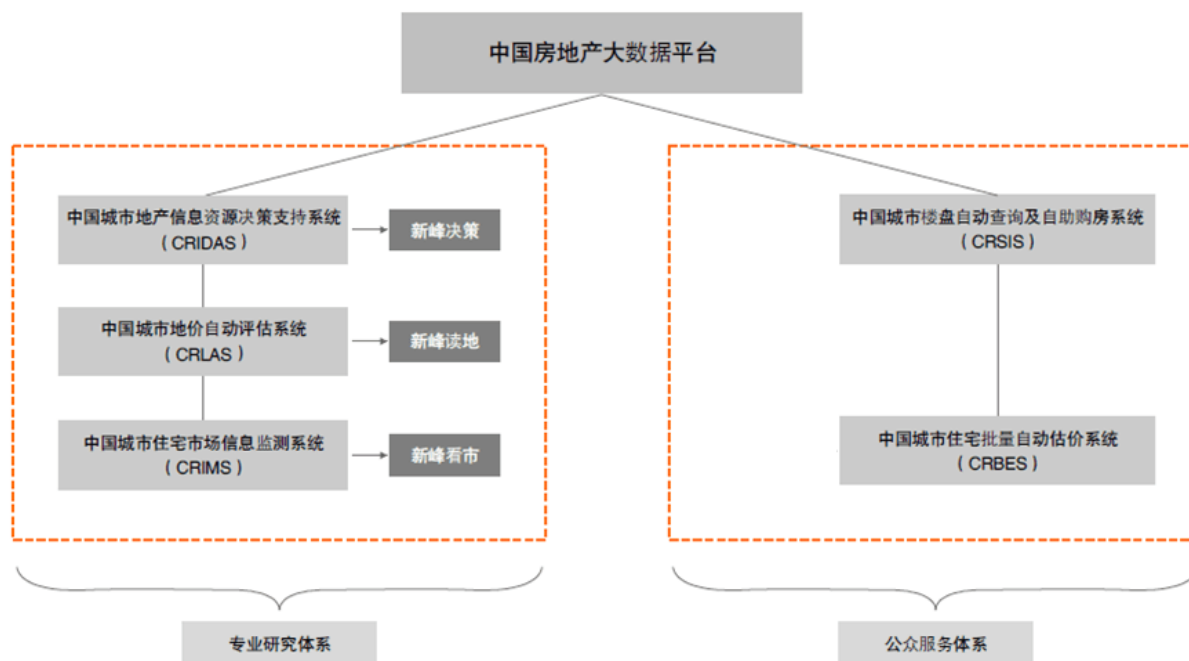 中国房地产大数据平台
中国城市地产信息资源决策支持系统
（CRIDAS）
新峰决策
中国城市地价自动评估系统
（CRLAS）
新峰读地
中国城市住宅市场信息监测系统
（CRIMS）
新峰看市
中国城市楼盘自动查询及自助购房系统
（CRSIS）
中国城市住宅批量自动估价系统
（CRBES）
专业研究体系
公众服务体系